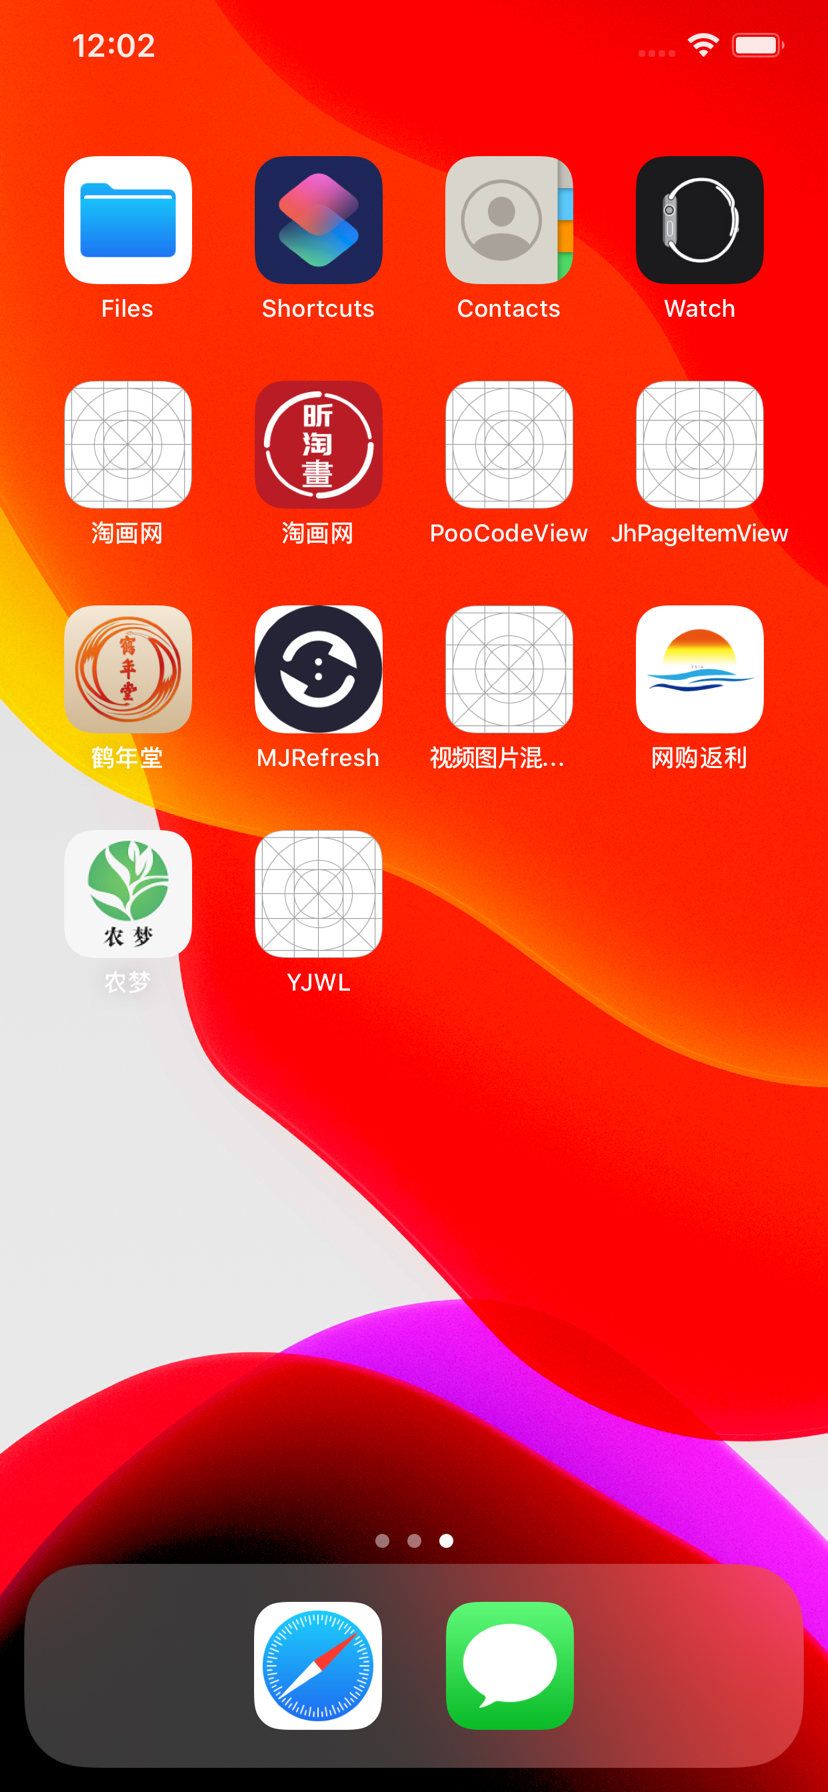 12:02
Files
Shortcuts
Contacts
Watch
昕
淘
畫
淘画网
淘画网
PooCodeView
JhPageItemView
鹤
年
堂
鹤年堂
MJRefresh
视频图片混...
网购返利
农梦
农梦
YJWL